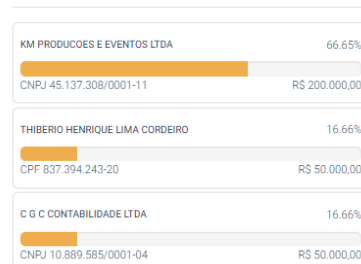 KM PRODUCOES E EVENTOS LTDA 66.65%
CNPJ 45.137.308/0001-11 R$ 200.000,00
THIBERIO HENRIQUE LIMA CORDEIRO 16.66%
CPF 837.394.243-20 R$ 50.000,00
C G C CONTABILIDADE LTDA 16.66%
CNPJ 10.889.585/0001-04 R$ 50.000,00